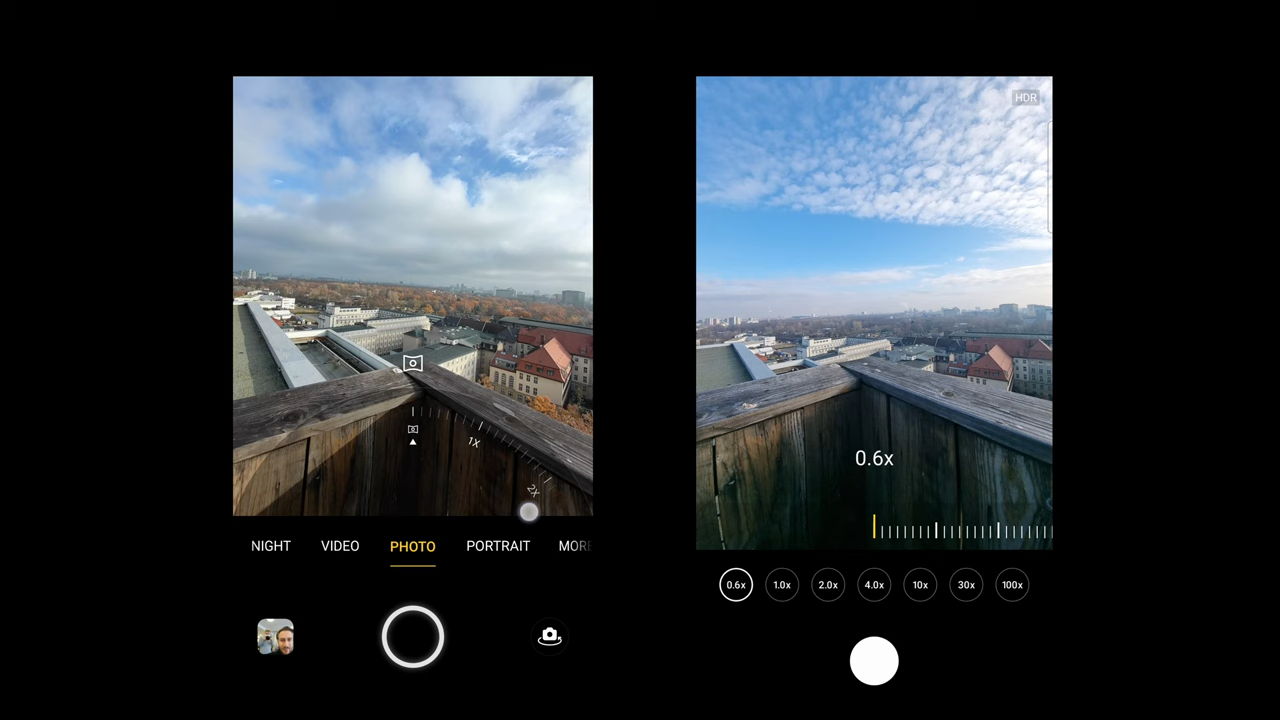 HDR
1X
2X
0.6x
NIGHT VIDEO PHOTO PORTRAIT MORE
0.6x 1.0x 2.0x 4.0x 10x 30x 100x